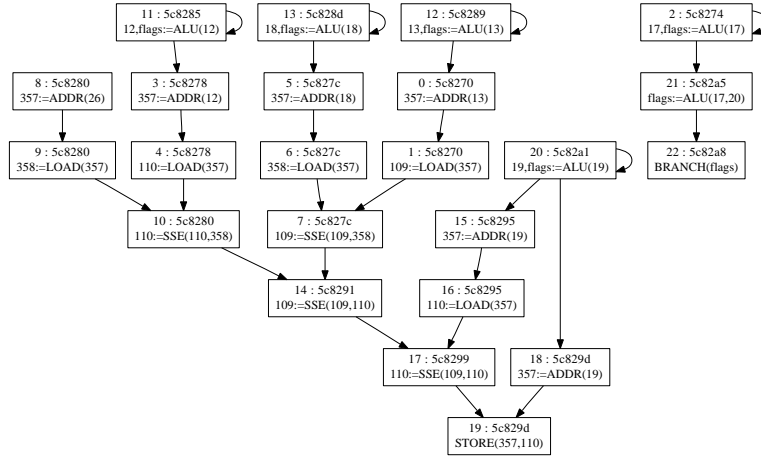 11 : 5c8285
12,flags:=ALU(12)
13 : 5c828d
18,flags:=ALU(18)
12 : 5c8289
13,flags:=ALU(13)
2 : 5c8274
17,flags:=ALU(17)
8 : 5c8280
357:=ADDR(26)
3 : 5c8278
357:=ADDR(12)
5 : 5c827c
357:=ADDR(18)
0 : 5c8270
357:=ADDR(13)
21 : 5c82a5
flags:=ALU(17,20)
9 : 5c8280
358:=LOAD(357)
4 : 5c8278
110:=LOAD(357)
6 : 5c827c
358:=LOAD(357)
1 : 5c8270
109:=LOAD(357)
20 : 5c82a1
19,flags:=ALU(19)
22 : 5c82a8
BRANCH(flags)
10 : 5c8280
110:=SSE(110,358)
7 : 5c827c
109:=SSE(109,358)
15 : 5c8295
357:=ADDR(19)
14 : 5c8291
109:=SSE(109,110)
16 : 5c8295
110:=LOAD(357)
17 : 5c8299
110:=SSE(109,110)
18 : 5c829d
357:=ADDR(19)
19 : 5c829d
STORE(357,110)